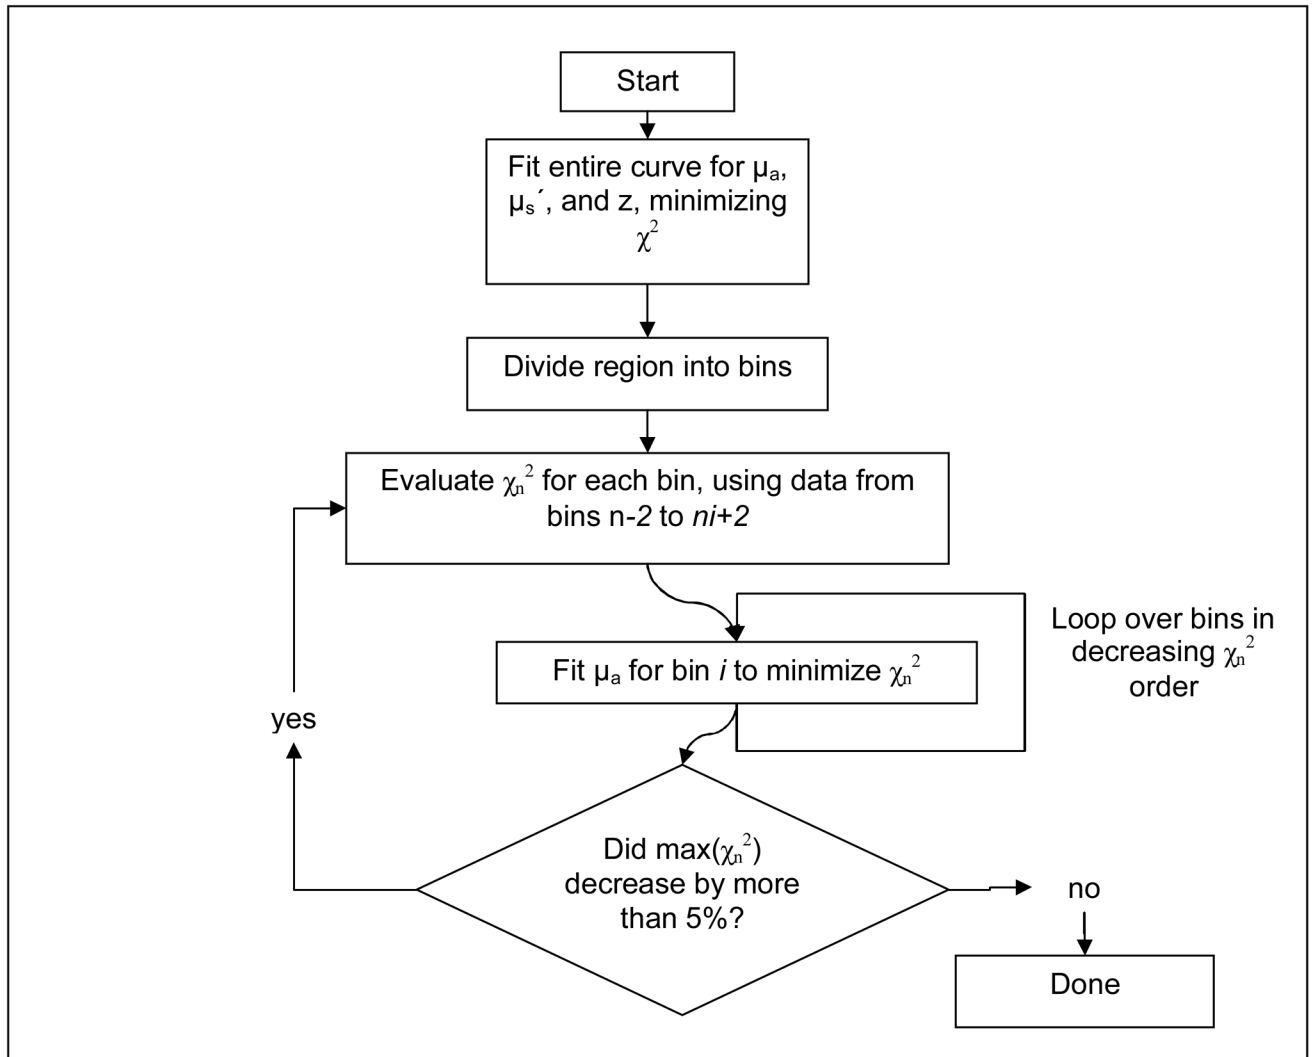 Start
Fit entire curve for µₐ,
µₛ´, and z, minimizing
χ²
Divide region into bins
Evaluate χₙ² for each bin, using data from
bins n-2 to ni+2
Loop over bins in
decreasing χₙ²
order
Fit µₐ for bin i to minimize χₙ²
yes
Did max(χₙ²)
decrease by more
than 5%?
no
Done